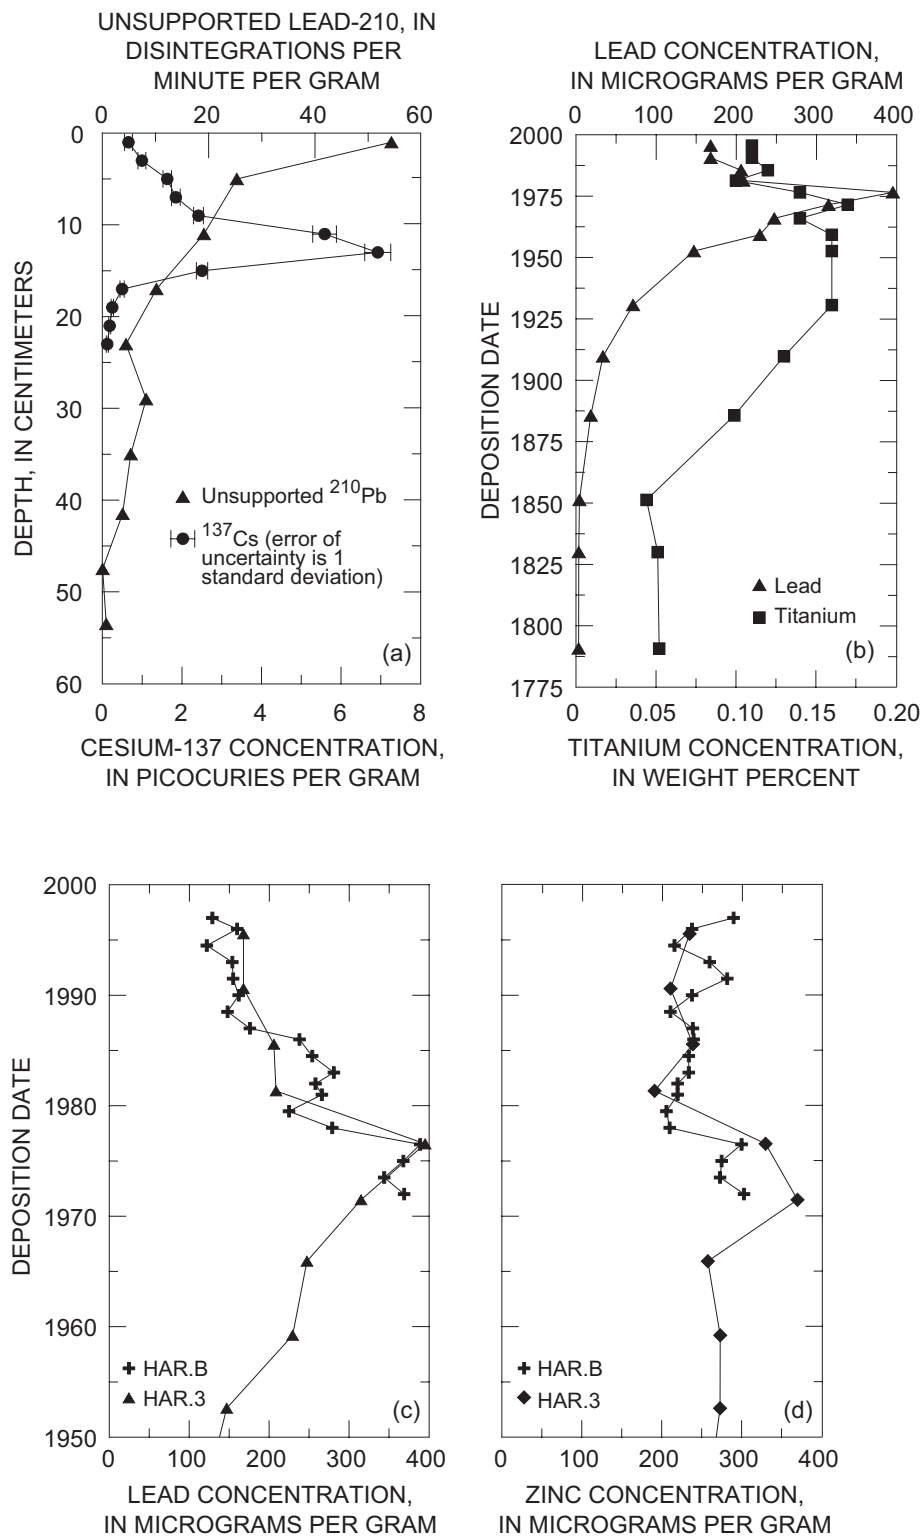 UNSUPPORTED LEAD-210, IN
DISINTEGRATIONS PER
MINUTE PER GRAM
0 20 40 60
0
10
20
30
40
50
60
DEPTH, IN CENTIMETERS
Unsupported ²¹⁰Pb
¹³⁷Cs (error of
uncertainty is 1
standard deviation)
(a)
0 2 4 6 8
CESIUM-137 CONCENTRATION,
IN PICOCURIES PER GRAM
LEAD CONCENTRATION,
IN MICROGRAMS PER GRAM
0 100 200 300 400
2000
1975
1950
1925
1900
1875
1850
1825
1800
1775
DEPOSITION DATE
Lead
Titanium
(b)
0 0.05 0.10 0.15 0.20
TITANIUM CONCENTRATION,
IN WEIGHT PERCENT
2000
1990
1980
1970
1960
1950
DEPOSITION DATE
HAR.B
HAR.3
(c)
0 100 200 300 400
LEAD CONCENTRATION,
IN MICROGRAMS PER GRAM
HAR.B
HAR.3
(d)
0 100 200 300 400
ZINC CONCENTRATION,
IN MICROGRAMS PER GRAM